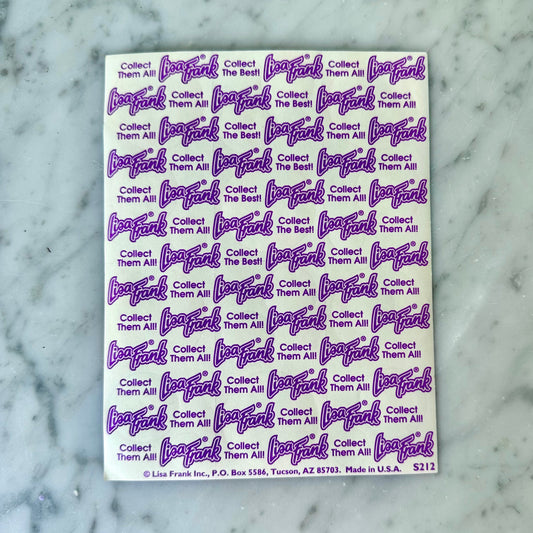 Collect Them All! Lisa Frank® Collect The Best! Lisa Frank® Collect Them All! Lisa Frank®
Lisa Frank® Collect Them All! Lisa Frank® Collect The Best! Lisa Frank® Collect Them All!
Collect Them All! Lisa Frank® Collect The Best! Lisa Frank® Collect Them All! Lisa Frank®
Lisa Frank® Collect Them All! Lisa Frank® Collect The Best! Lisa Frank® Collect Them All!
Collect Them All! Lisa Frank® Collect The Best! Lisa Frank® Collect Them All! Lisa Frank®
Lisa Frank® Collect Them All! Lisa Frank® Collect The Best! Lisa Frank® Collect Them All!
Collect Them All! Lisa Frank® Collect The Best! Lisa Frank® Collect Them All! Lisa Frank®
Lisa Frank® Collect Them All! Lisa Frank® Collect Them All! Lisa Frank® Collect Them All!
Collect Them All! Lisa Frank® Collect Them All! Lisa Frank® Collect Them All! Lisa Frank®
Lisa Frank® Collect Them All! Lisa Frank® Collect Them All! Lisa Frank® Collect Them All!
Collect Them All! Lisa Frank® Collect Them All! Lisa Frank® Collect Them All! Lisa Frank®
Lisa Frank® Collect Them All! Lisa Frank® Collect Them All! Lisa Frank® Collect Them All!
Collect Them All! Lisa Frank® Collect Them All! Lisa Frank® Collect Them All! Lisa Frank®
© Lisa Frank Inc., P.O. Box 5586, Tucson, AZ 85703. Made in U.S.A. S212